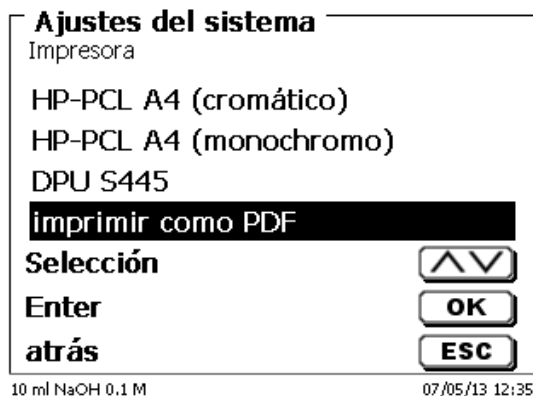 Ajustes del sistema
Impresora
HP-PCL A4 (cromático)
HP-PCL A4 (monochromo)
DPU S445
imprimir como PDF
Selección
Enter OK
atrás ESC
10 ml NaOH 0.1 M 07/05/13 12:35